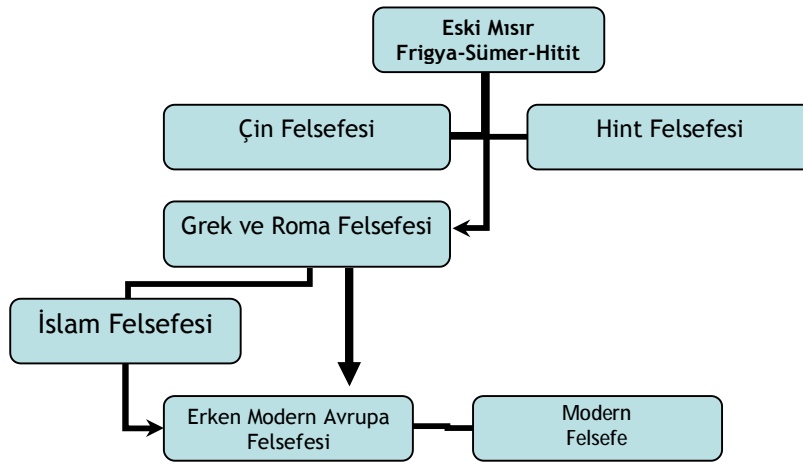 Eski Mısır
Frigya-Sümer-Hitit
Çin Felsefesi
Hint Felsefesi
Grek ve Roma Felsefesi
İslam Felsefesi
Erken Modern Avrupa
Felsefesi
Modern
Felsefe